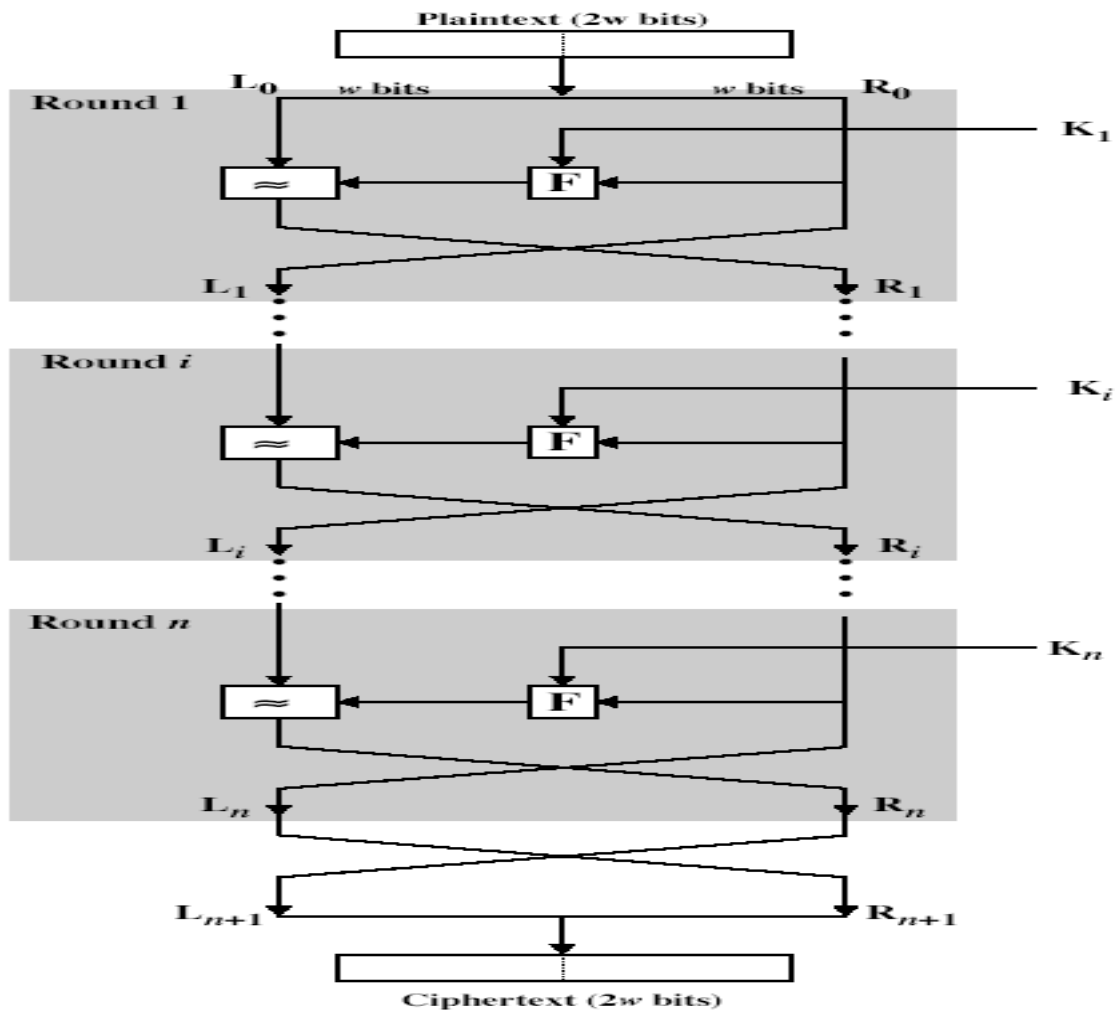 Plaintext (2w bits)
L0 w bits w bits R0
Round 1
K1
≈ F
L1 R1
Round i
Ki
≈ F
Li Ri
Round n
Kn
≈ F
Ln Rn
Ln+1 Rn+1
Ciphertext (2w bits)